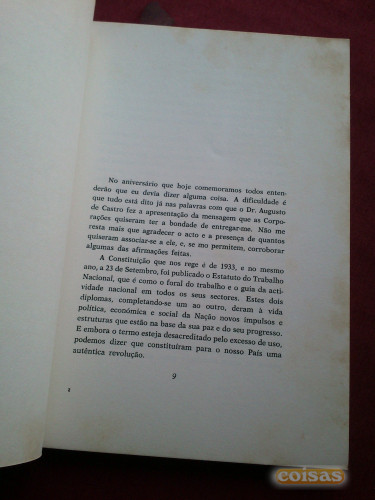 No aniversário que hoje comemoramos todos enten-
derão que eu devia dizer alguma coisa. A dificuldade é
que tudo está dito já nas palavras com que o Dr. Augusto
de Castro fez a apresentação da mensagem que as Corpo-
rações quiseram ter a bondade de entregar-me. Não me
resta mais que agradecer o acto e a presença de quantos
quiseram associar-se a ele, e, se mo permitem, corroborar
algumas das afirmações feitas.
A Constituição que nos rege é de 1933, e no mesmo
ano, a 23 de Setembro, foi publicado o Estatuto do Trabalho
Nacional, que é como o foral do trabalho e o guia da acti-
vidade nacional em todos os seus sectores. Estes dois
diplomas, completando-se um ao outro, deram à vida
política, económica e social da Nação novos impulsos e
estruturas que estão na base da sua paz e do seu progresso.
E embora o termo esteja desacreditado pelo excesso de uso,
podemos dizer que constituíram para o nosso País uma
autêntica revolução.
9
coisas